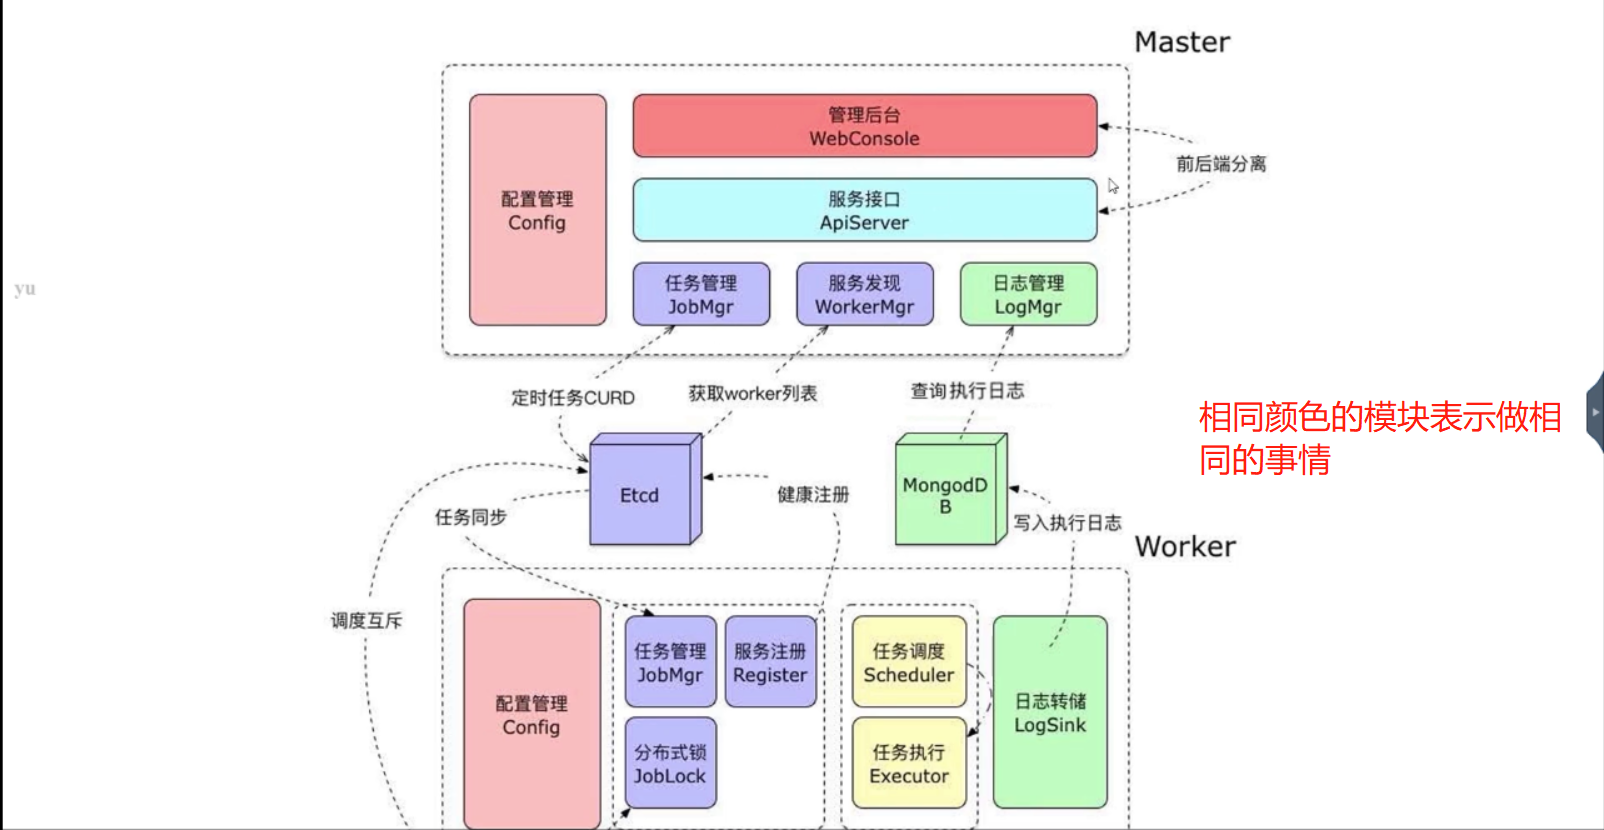 Master
管理后台
WebConsole
前后端分离
配置管理
Config
服务接口
ApiServer
任务管理
JobMgr
服务发现
WorkerMgr
日志管理
LogMgr
yu
定时任务CURD
获取worker列表
查询执行日志
相同颜色的模块表示做相
同的事情
Etcd
健康注册
MongodD
B
任务同步
写入执行日志
Worker
调度互斥
配置管理
Config
任务管理
JobMgr
服务注册
Register
任务调度
Scheduler
日志转储
LogSink
分布式锁
JobLock
任务执行
Executor